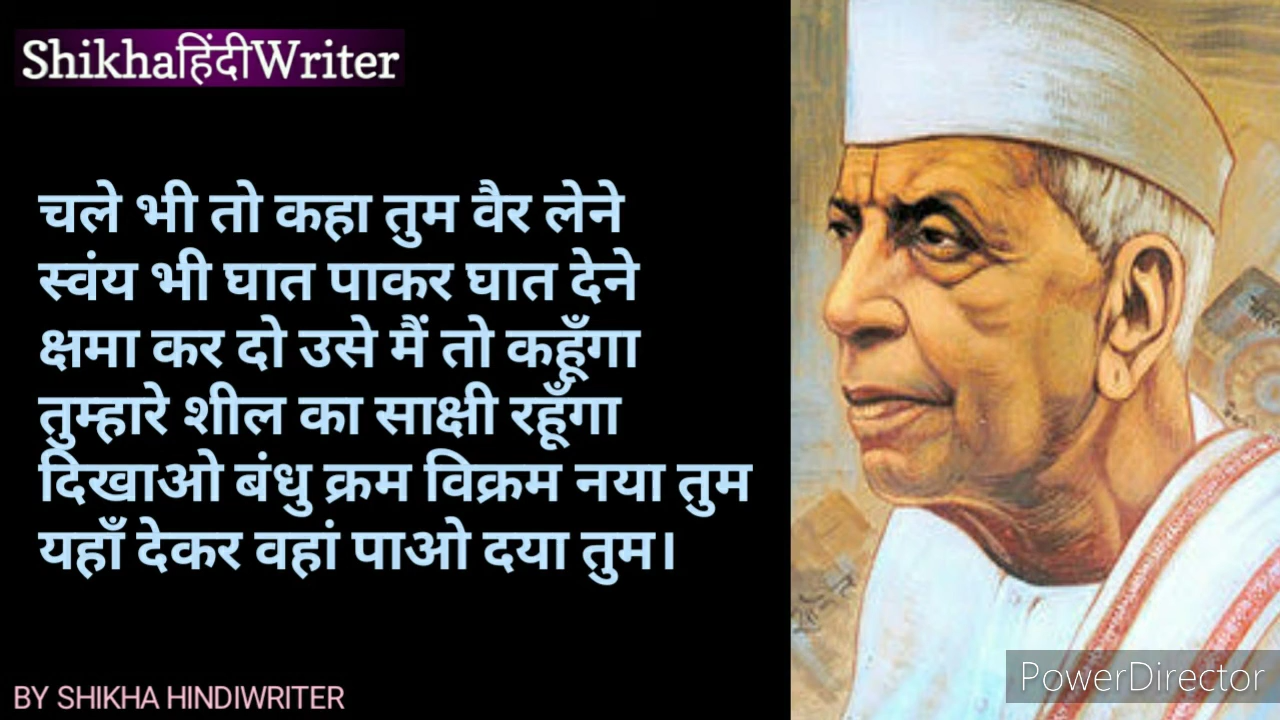 ShikhaहिंदीWriter
चले भी तो कहा तुम वैर लेने
स्वंय भी घात पाकर घात देने
क्षमा कर दो उसे मैं तो कहूँगा
तुम्हारे शील का साक्षी रहूँगा
दिखाओ बंधु क्रम विक्रम नया तुम
यहाँ देकर वहां पाओ दया तुम।
BY SHIKHA HINDIWRITER
PowerDirector